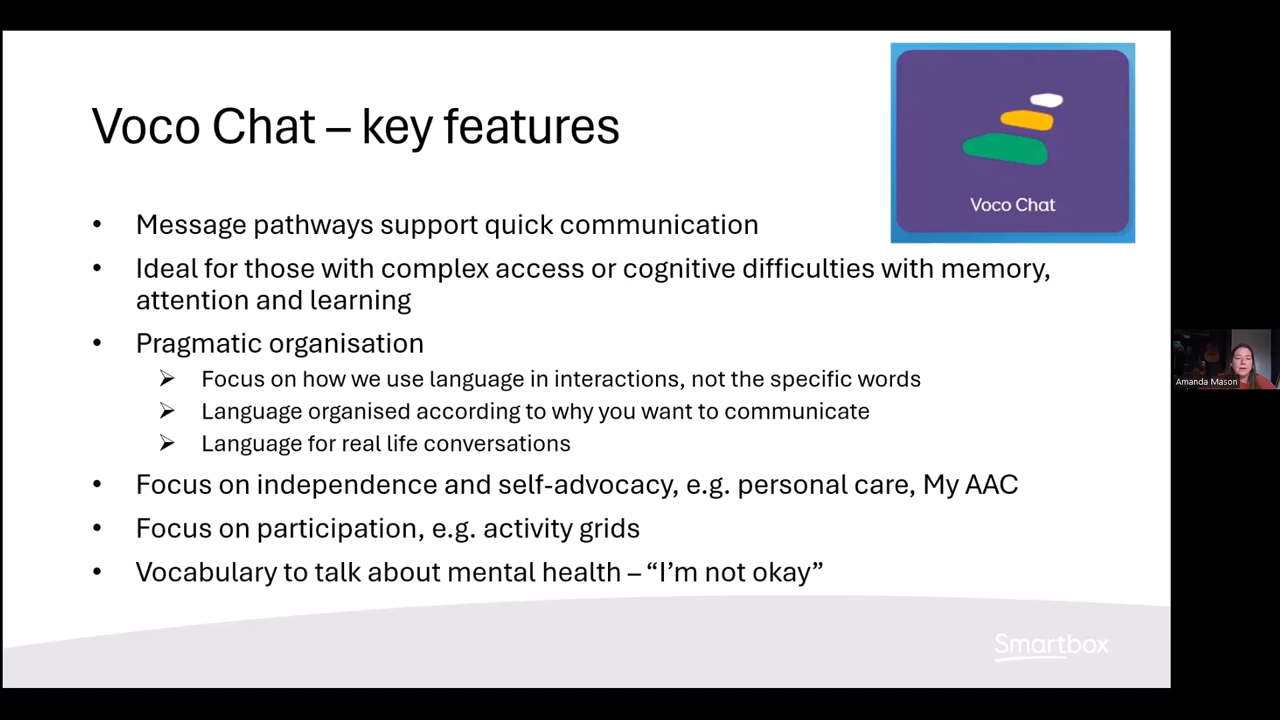 Voco Chat – key features
Voco Chat
• Message pathways support quick communication
• Ideal for those with complex access or cognitive difficulties with memory,
attention and learning
• Pragmatic organisation
➢ Focus on how we use language in interactions, not the specific words
➢ Language organised according to why you want to communicate
➢ Language for real life conversations
• Focus on independence and self-advocacy, e.g. personal care, My AAC
• Focus on participation, e.g. activity grids
• Vocabulary to talk about mental health – “I’m not okay”
Smartbox
Amanda Mason